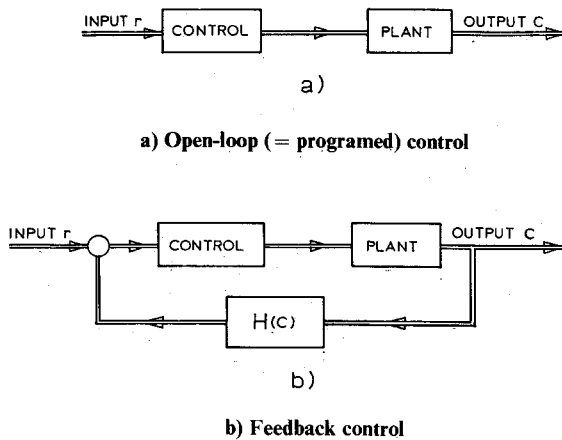 INPUT r
CONTROL
PLANT
OUTPUT C
a)
a) Open-loop (= programed) control
INPUT r
CONTROL
PLANT
OUTPUT C
H(C)
b)
b) Feedback control